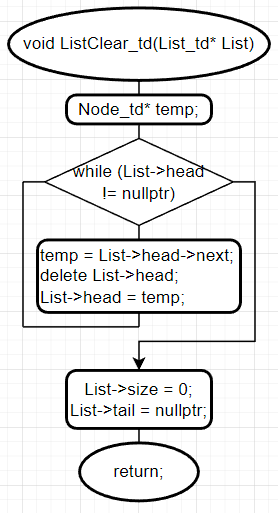 void ListClear_td(List_td* List)
Node_td* temp;
while (List->head
!= nullptr)
temp = List->head->next;
delete List->head;
List->head = temp;
List->size = 0;
List->tail = nullptr;
return;